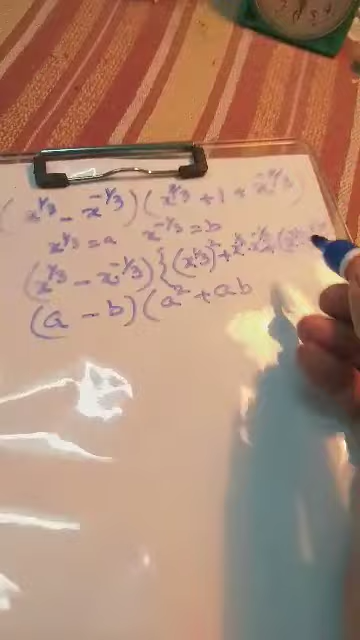 (x^{1/3} - x^{-1/3})(x^{2/3} + 1 + x^{-2/3})
x^{1/3} = a x^{-1/3} = b
(x^{1/3} - x^{-1/3}) {(x^{1/3})^2 + x^{1/3} · x^{-1/3} + (
(a - b)(a^2 + ab